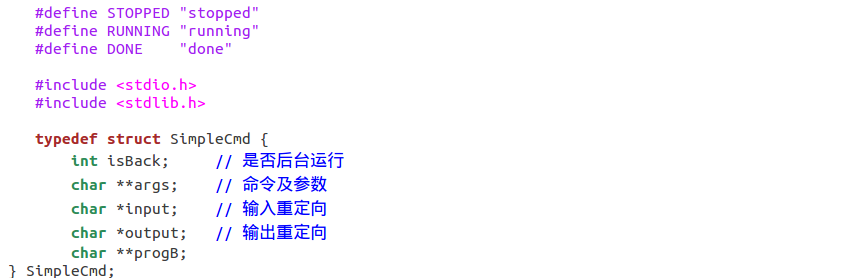 #define STOPPED "stopped"
#define RUNNING "running"
#define DONE    "done"
#include <stdio.h>
#include <stdlib.h>
typedef struct SimpleCmd {
    int isBack;     // 是否后台运行
    char **args;    // 命令及参数
    char *input;    // 输入重定向
    char *output;   // 输出重定向
    char **progB;
} SimpleCmd;